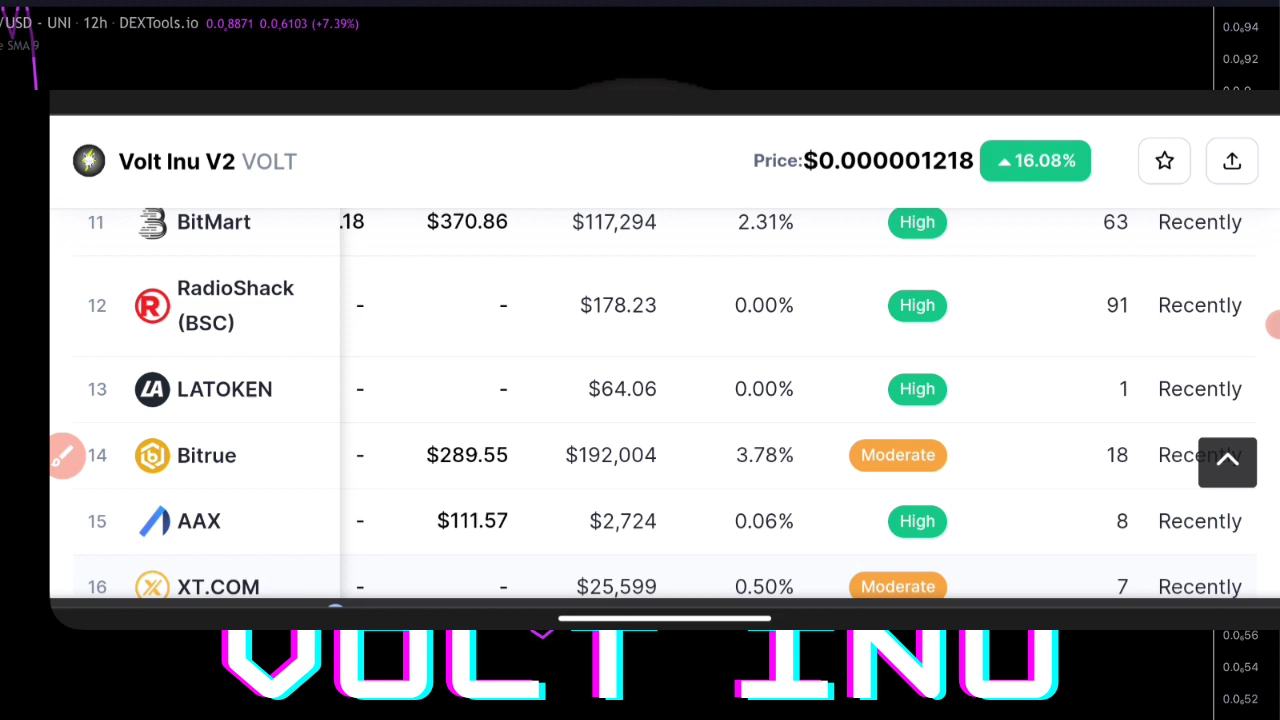 /USD - UNI · 12h · DEXTools.io 0.0₅8871 0.0₆6103 (+7.39%)
e SMA 9
0.0₆94
0.0₆92
Volt Inu V2 VOLT Price:$0.000001218 16.08%
11 BitMart .18 $370.86 $117,294 2.31% High 63 Recently
12 RadioShack (BSC) - - $178.23 0.00% High 91 Recently
13 LATOKEN - - $64.06 0.00% High 1 Recently
14 Bitrue - $289.55 $192,004 3.78% Moderate 18 Rece
15 AAX - $111.57 $2,724 0.06% High 8 Recently
16 XT.COM - - $25,599 0.50% Moderate 7 Recently
0.0₆56
0.0₆54
0.0₆52
VOLT INU